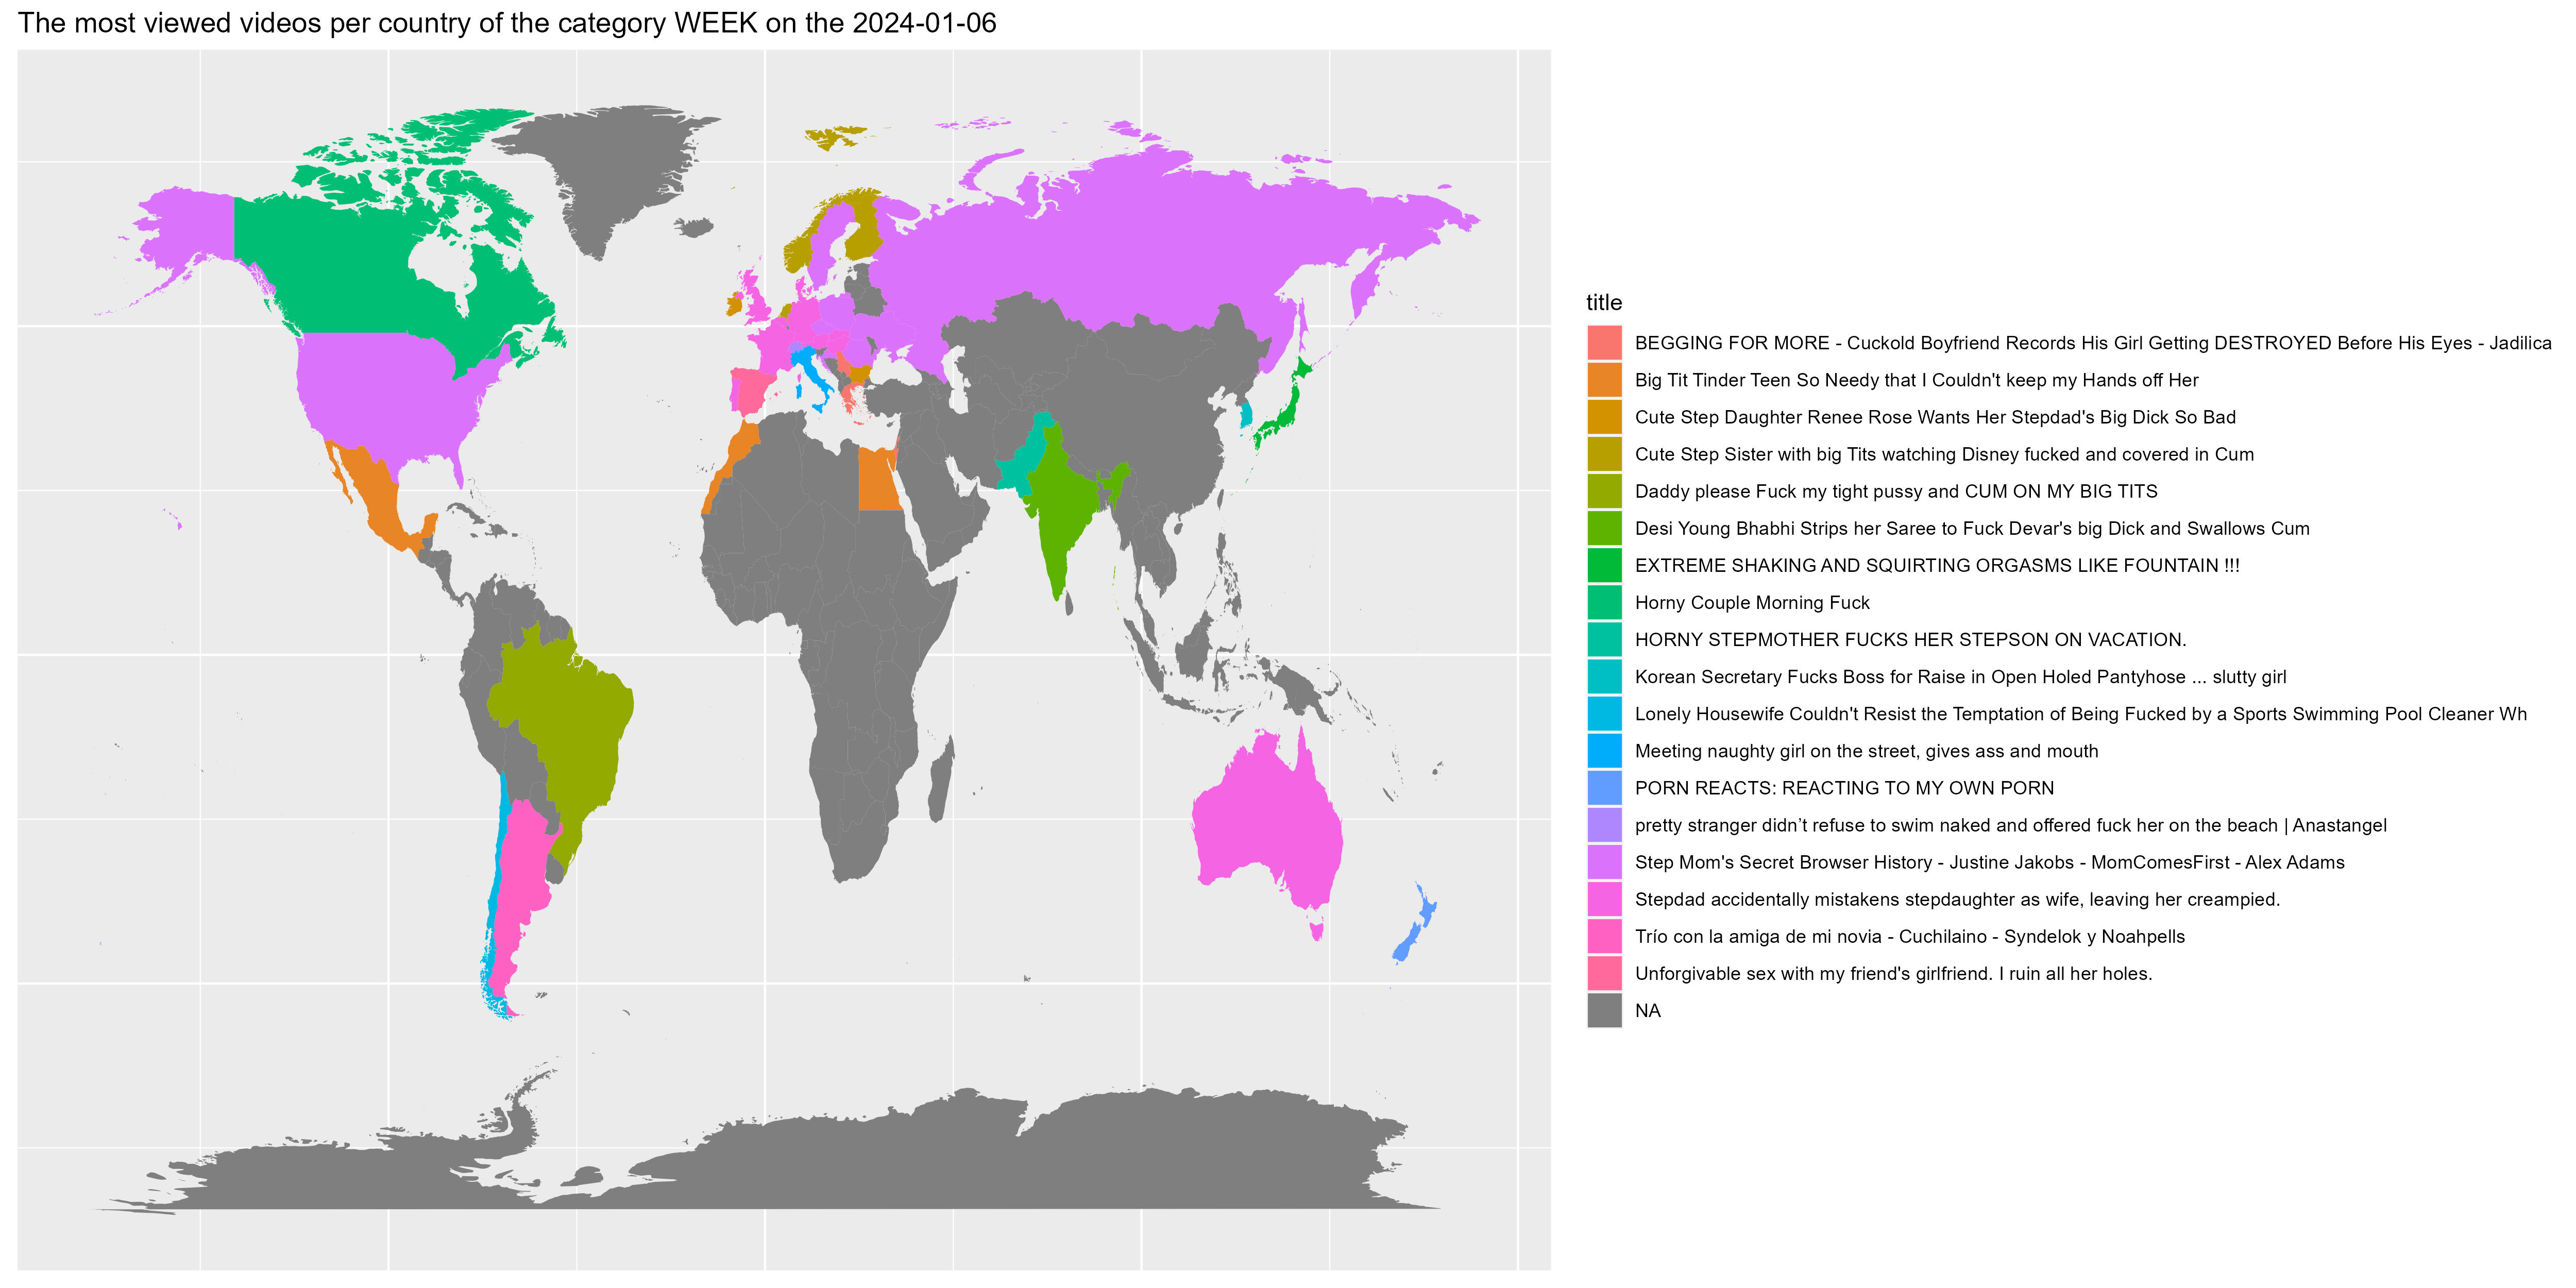 The most viewed videos per country of the category WEEK on the 2024-01-06
title
BEGGING FOR MORE - Cuckold Boyfriend Records His Girl Getting DESTROYED Before His Eyes - Jadilica
Big Tit Tinder Teen So Needy that I Couldn't keep my Hands off Her
Cute Step Daughter Renee Rose Wants Her Stepdad's Big Dick So Bad
Cute Step Sister with big Tits watching Disney fucked and covered in Cum
Daddy please Fuck my tight pussy and CUM ON MY BIG TITS
Desi Young Bhabhi Strips her Saree to Fuck Devar's big Dick and Swallows Cum
EXTREME SHAKING AND SQUIRTING ORGASMS LIKE FOUNTAIN !!!
Horny Couple Morning Fuck
HORNY STEPMOTHER FUCKS HER STEPSON ON VACATION.
Korean Secretary Fucks Boss for Raise in Open Holed Pantyhose ... slutty girl
Lonely Housewife Couldn't Resist the Temptation of Being Fucked by a Sports Swimming Pool Cleaner Wh
Meeting naughty girl on the street, gives ass and mouth
PORN REACTS: REACTING TO MY OWN PORN
pretty stranger didn’t refuse to swim naked and offered fuck her on the beach | Anastangel
Step Mom's Secret Browser History - Justine Jakobs - MomComesFirst - Alex Adams
Stepdad accidentally mistakens stepdaughter as wife, leaving her creampied.
Trío con la amiga de mi novia - Cuchilaino - Syndelok y Noahpells
Unforgivable sex with my friend's girlfriend. I ruin all her holes.
NA